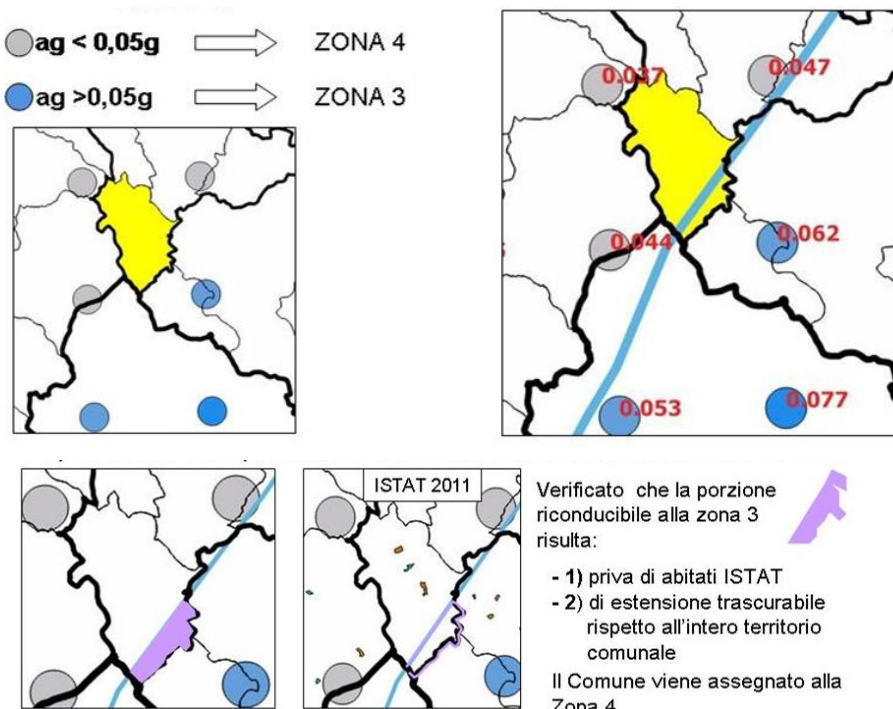 ag < 0,05g
ZONA 4
ag >0,05g
ZONA 3
0.037
0.047
0.044
0.062
0.053
0.077
ISTAT 2011
Verificato che la porzione
riconducibile alla zona 3
risulta:
- 1) priva di abitati ISTAT
- 2) di estensione trascurabile
rispetto all'intero territorio
comunale
Il Comune viene assegnato alla
Zona 4